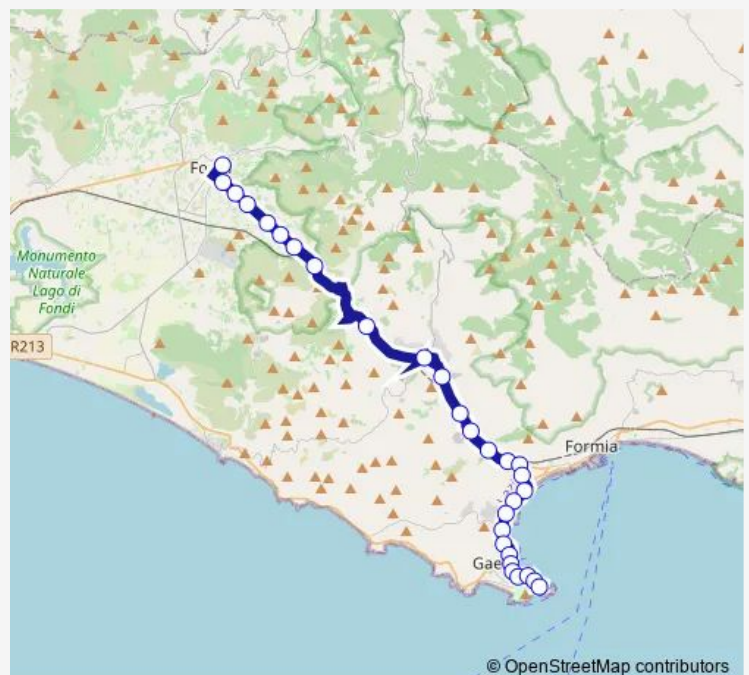 Fo
Monumento
Naturale
Lago di
Fondi
R213
Formia
Gae
© OpenStreetMap contributors